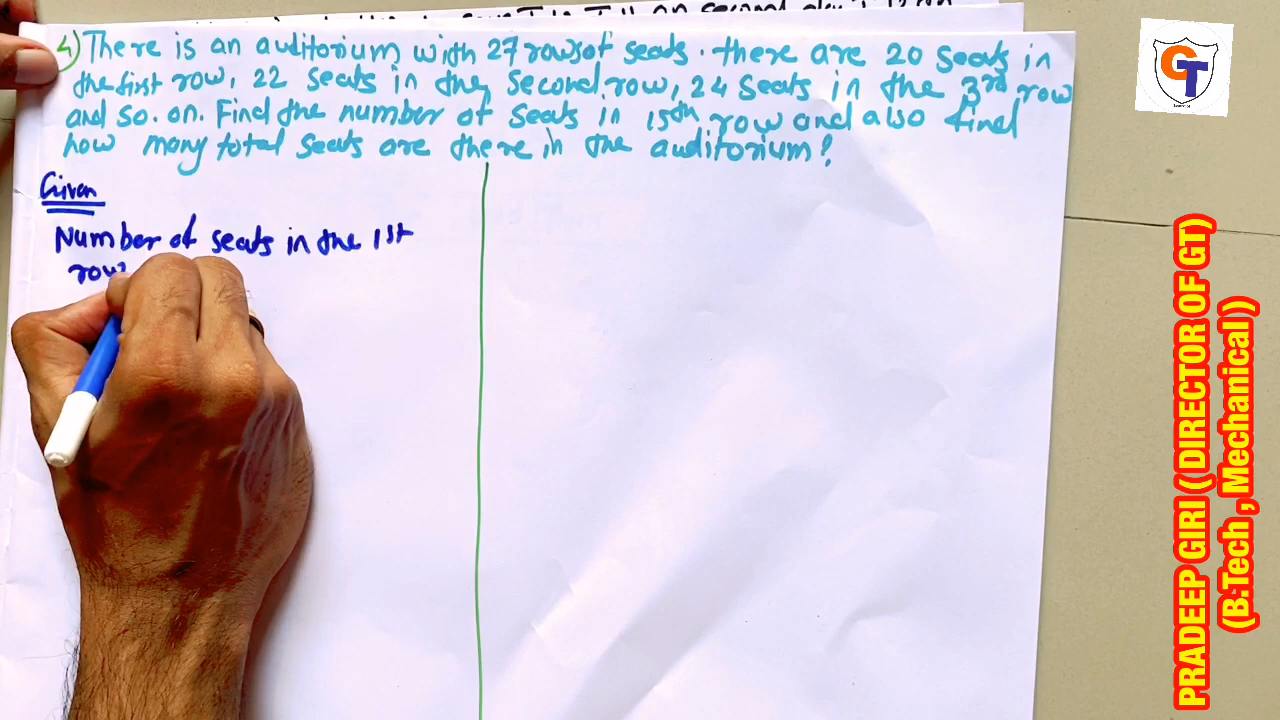 4) There is an auditorium with 27 rows of seats. there are 20 seats in
the first row, 22 seats in the second row, 24 seats in the 3rd row
and so. on. Find the number of seats in 15th row and also find
how many total seats are there in the auditorium?
Given
Number of seats in the 1st
row
GT
PRADEEP GIRI ( DIRECTOR OF GT)
(B.Tech , Mechanical )